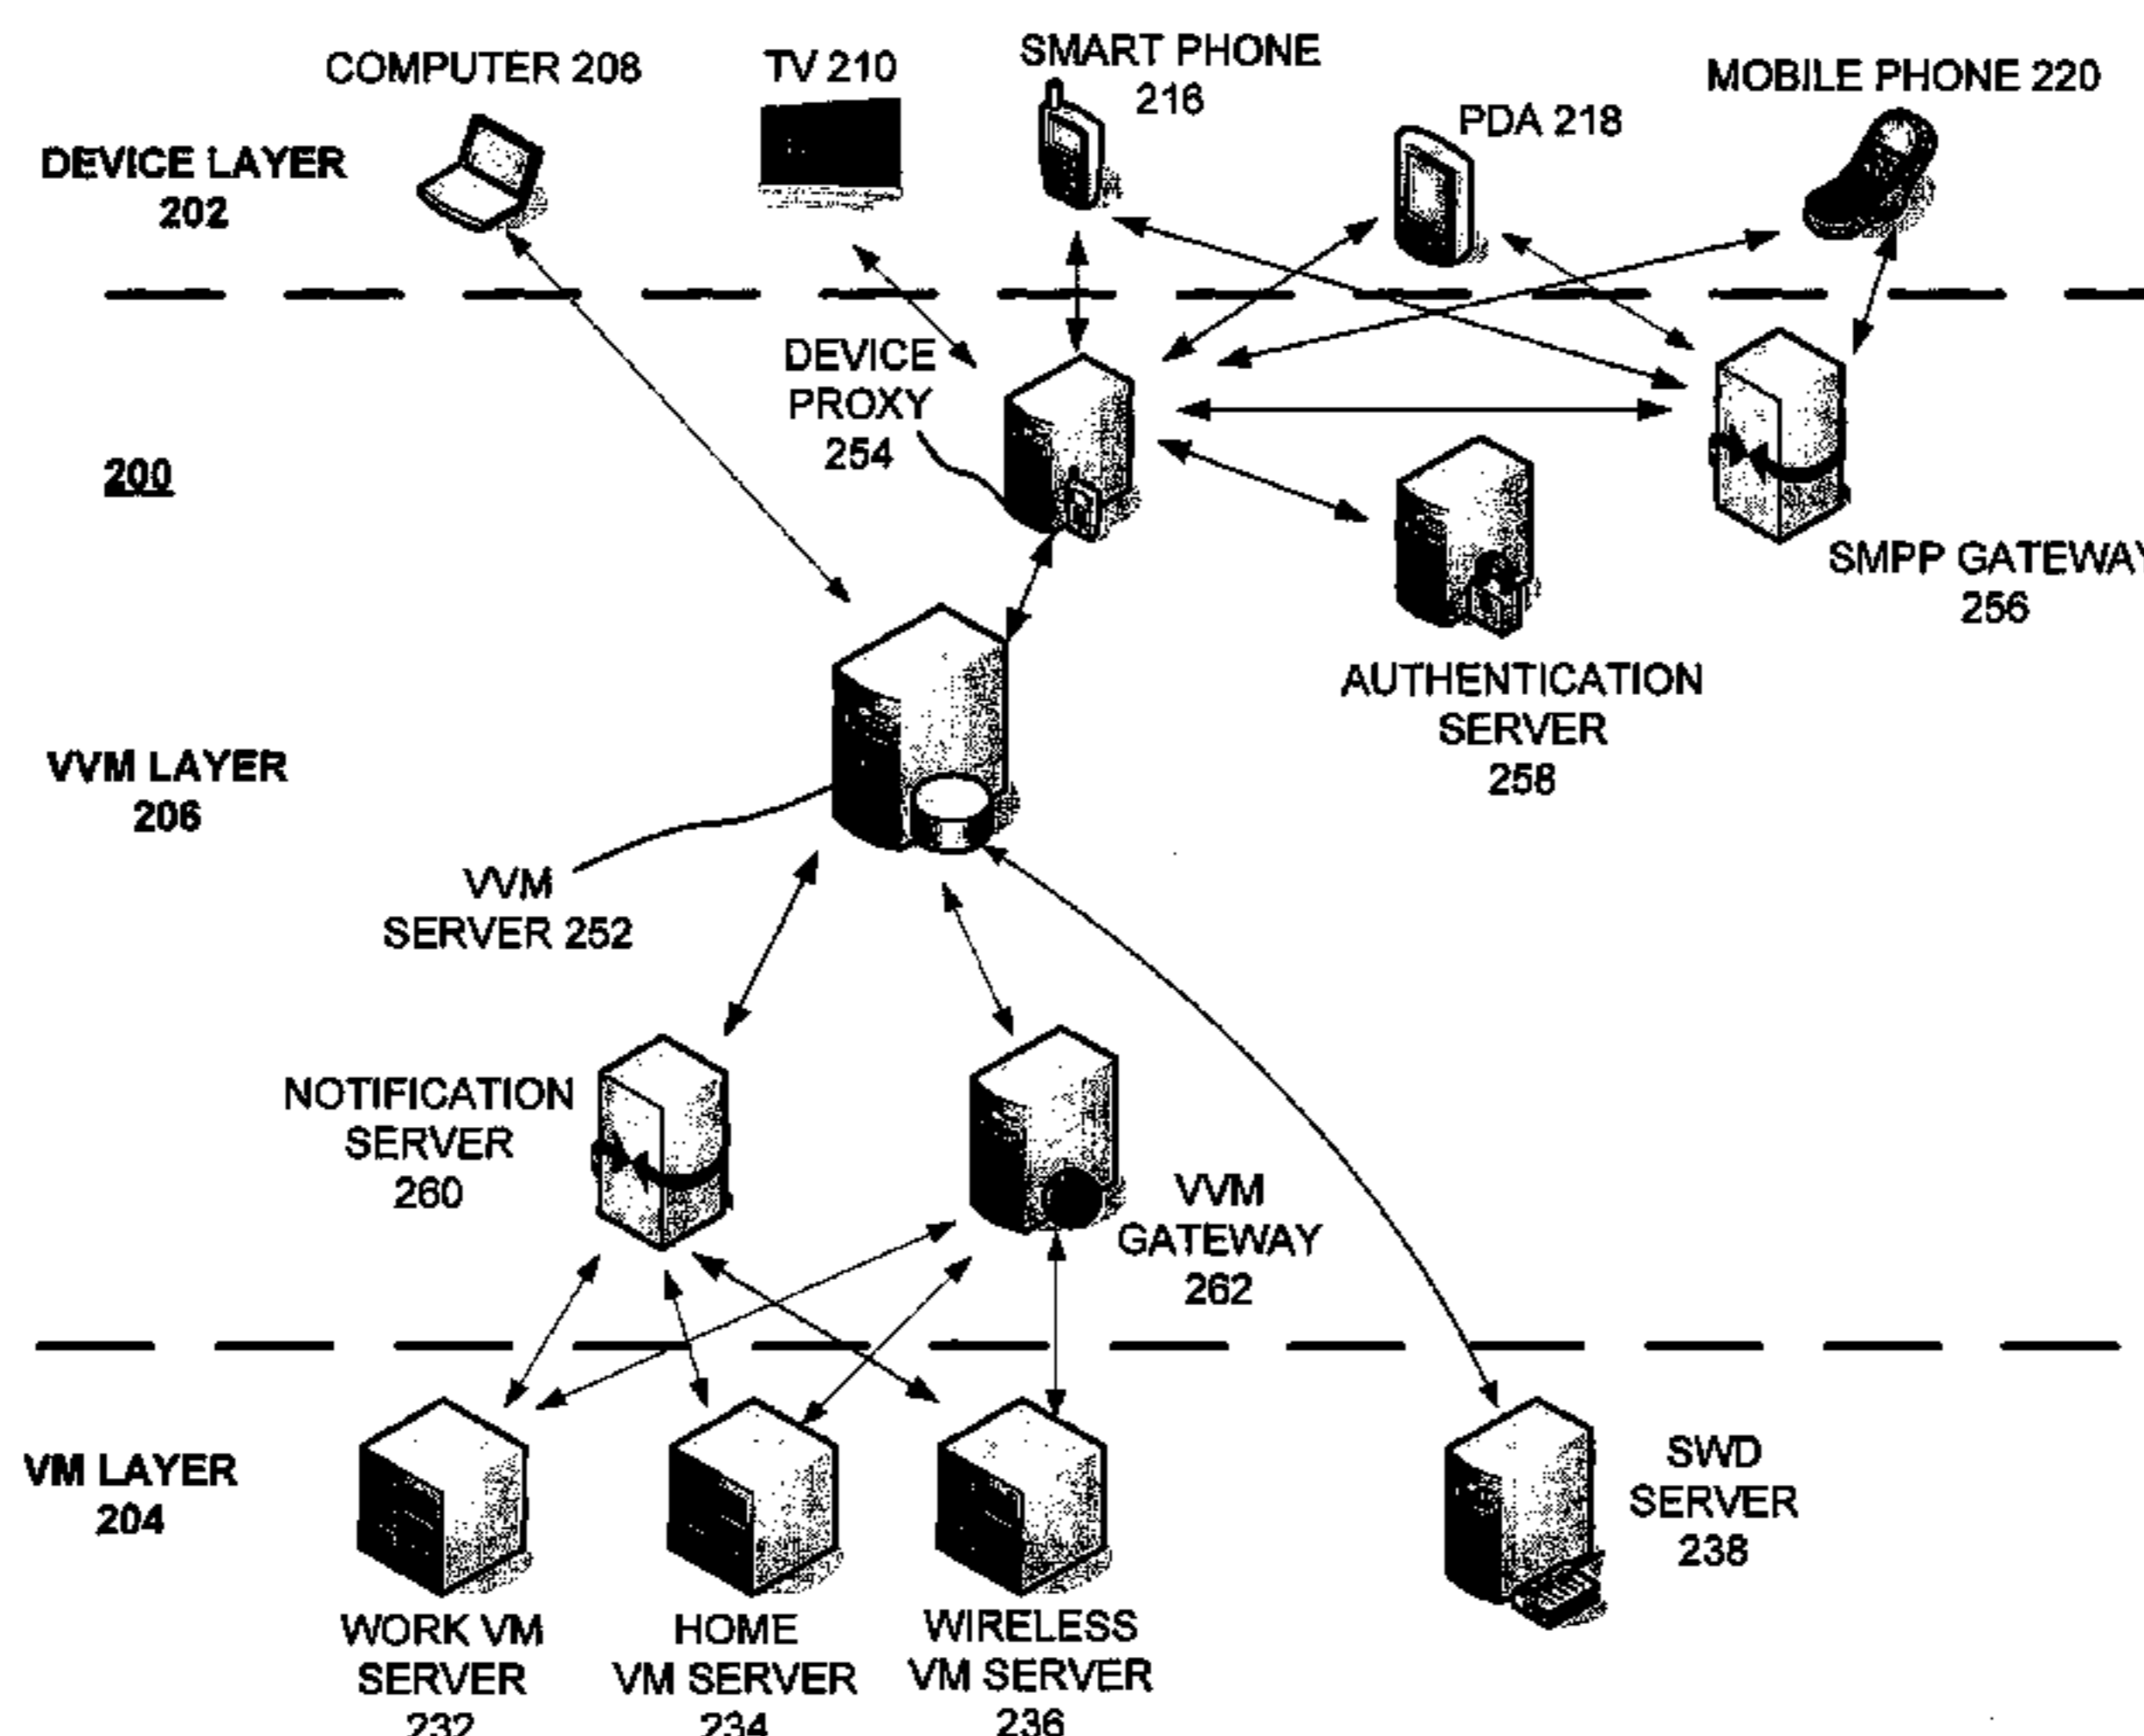 COMPUTER 208
TV 210
SMART PHONE
216
PDA 218
MOBILE PHONE 220
DEVICE LAYER
202
DEVICE
PROXY
254
200
SMPP GATEWAY
256
AUTHENTICATION
SERVER
258
VVM LAYER
206
VVM
SERVER 252
NOTIFICATION
SERVER
260
VVM
GATEWAY
262
VM LAYER
204
SWD
SERVER
238
WORK VM
SERVER
232
HOME
VM SERVER
234
WIRELESS
VM SERVER
236